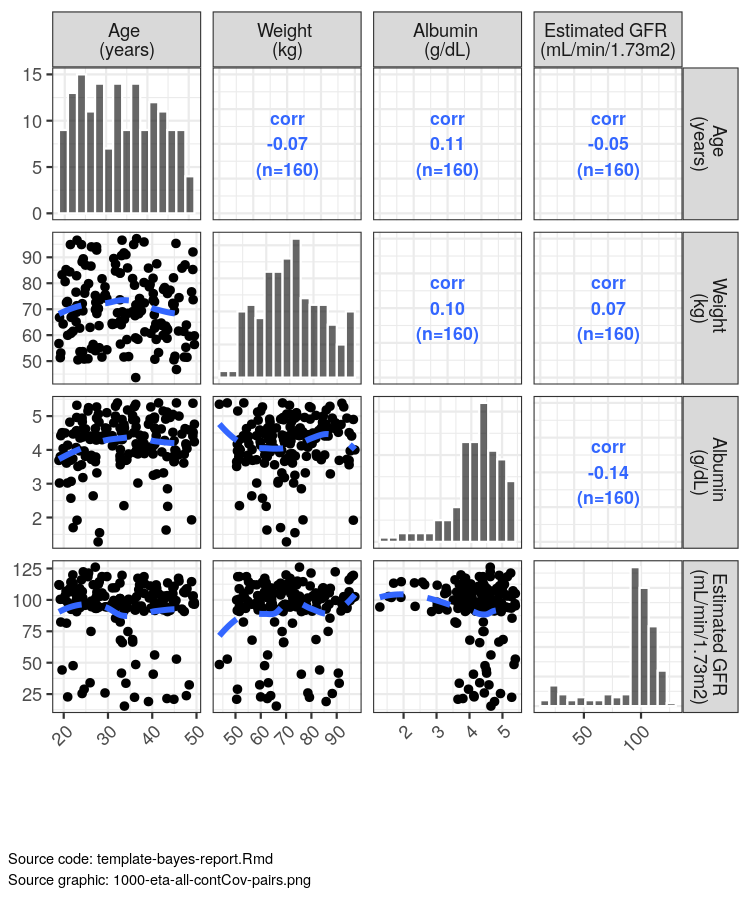 Age
(years)
Weight
(kg)
Albumin
(g/dL)
Estimated GFR
(mL/min/1.73m2)
15
10
5
0
corr
-0.07
(n=160)
corr
0.11
(n=160)
corr
-0.05
(n=160)
Age
(years)
90
80
70
60
50
corr
0.10
(n=160)
corr
0.07
(n=160)
Weight
(kg)
5
4
3
2
corr
-0.14
(n=160)
Albumin
(g/dL)
125
100
75
50
25
Estimated GFR
(mL/min/1.73m2)
20
30
40
50
50
60
70
80
90
2
3
4
5
50
100
Source code: template-bayes-report.Rmd
Source graphic: 1000-eta-all-contCov-pairs.png